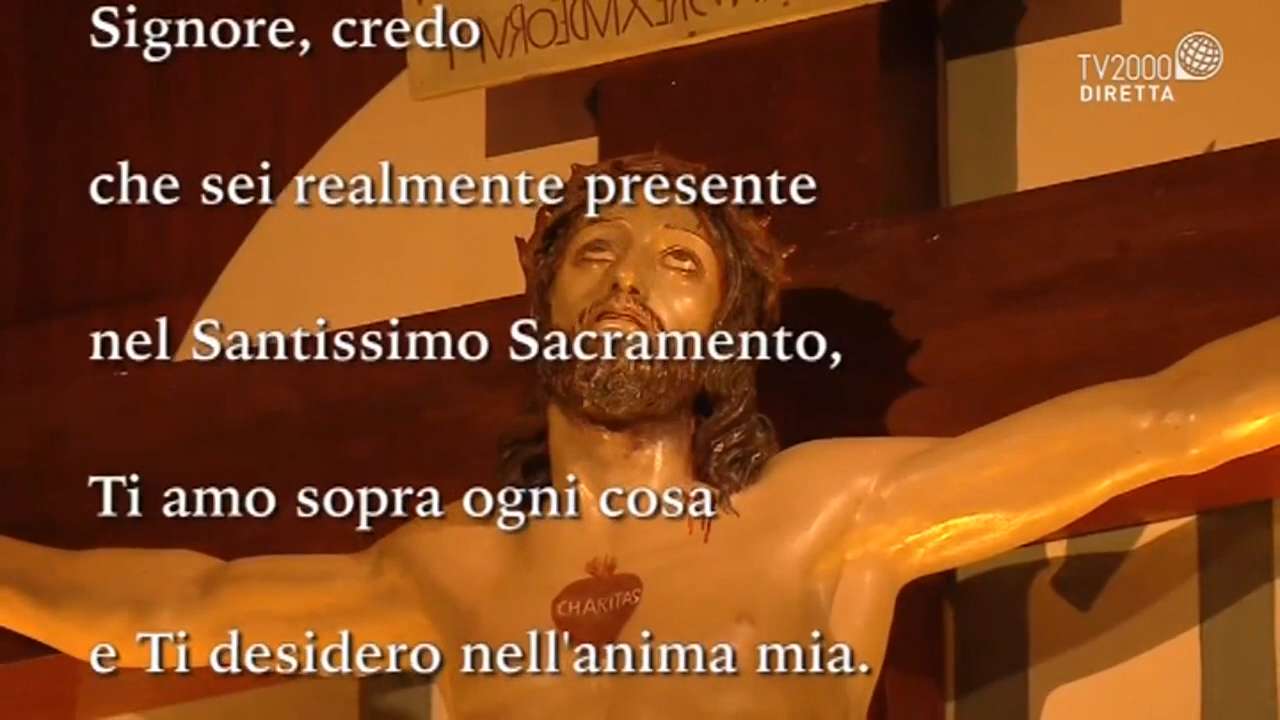 Signore, credo
TV2000
DIRETTA
che sei realmente presente
nel Santissimo Sacramento,
Ti amo sopra ogni cosa
CHARITAS
e Ti desidero nell'anima mia.